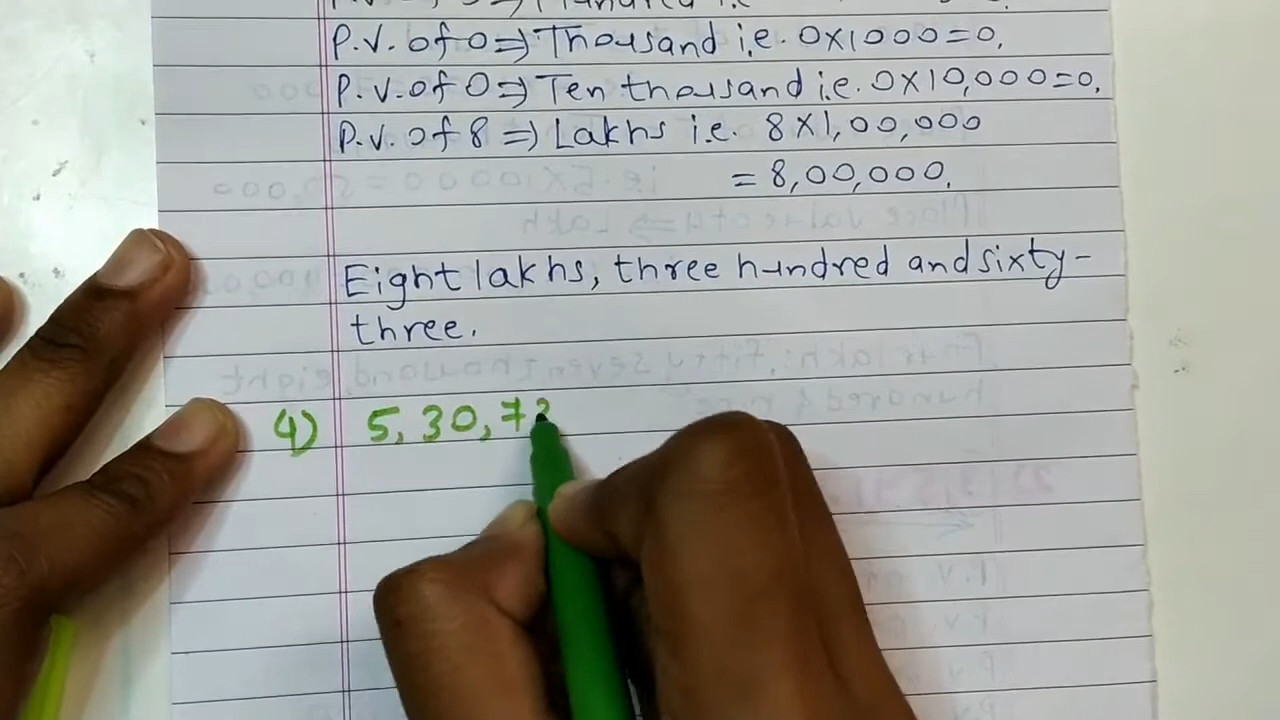 P.V. of 0 ⇒ Thousand i.e. 0×1000=0.
P.V. of 0 ⇒ Ten thousand i.e. 0×10,000=0.
P.V. of 8 ⇒ Lakhs i.e. 8×1,00,000
= 8,00,000.
Eight lakhs, three hundred and sixty-
three.
4) 5,30,7